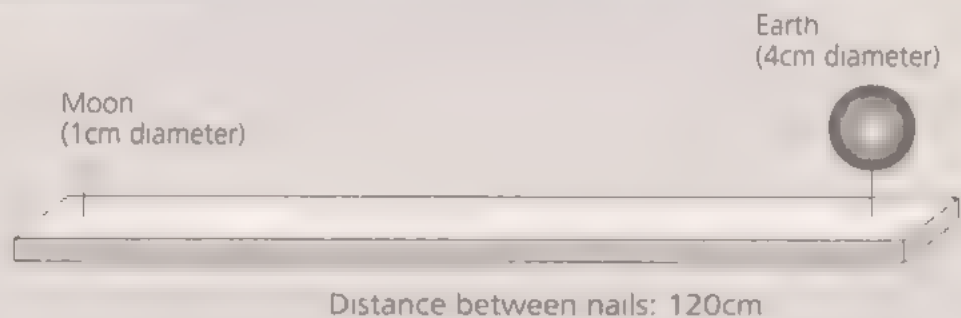 Earth
(4cm diameter)
Moon
(1cm diameter)
Distance between nails: 120cm